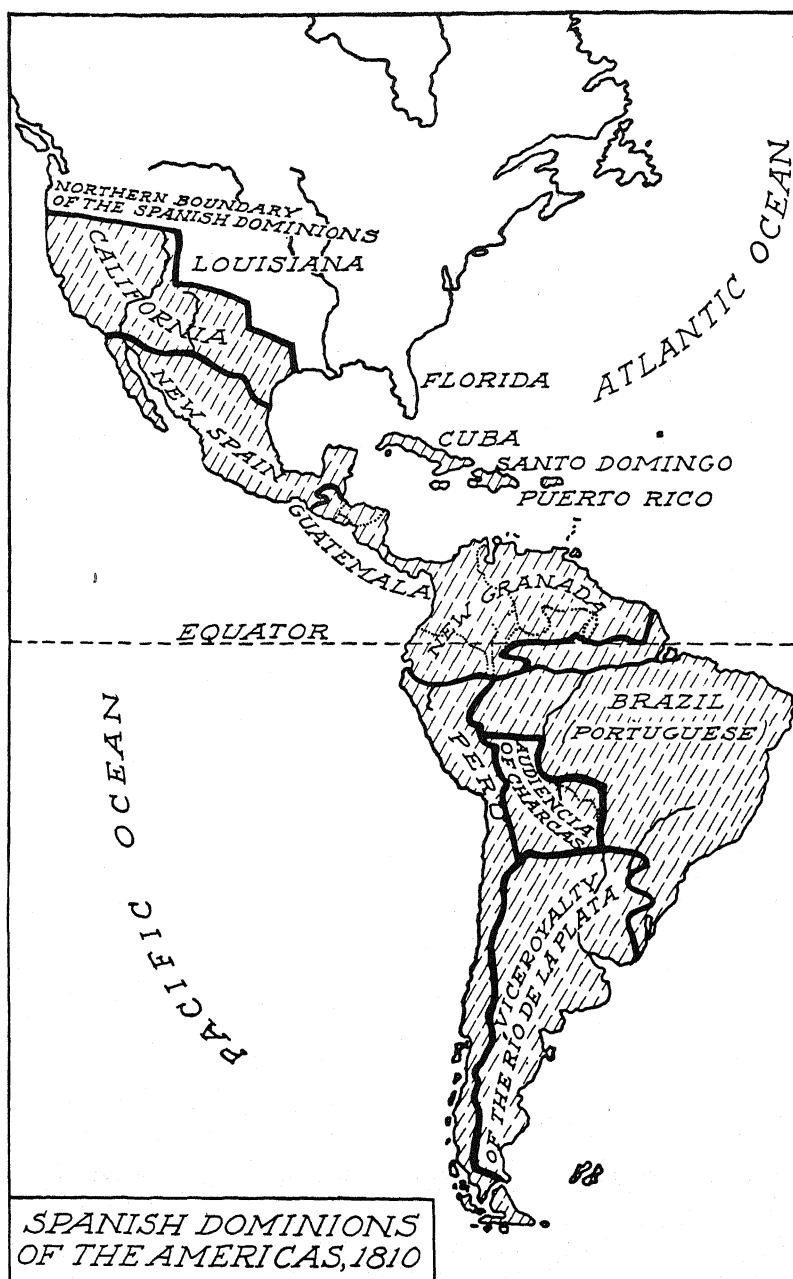 NORTHERN BOUNDARY
OF THE SPANISH DOMINIONS
LOUISIANA
CALIFORNIA
ATLANTIC OCEAN
FLORIDA
NEW SPAIN
CUBA
SANTO DOMINGO
PUERTO RICO
GUATEMALA
NEW GRANADA
EQUATOR
BRAZIL
(PORTUGUESE)
PERU
AUDIENCIA
OF CHARCAS
PACIFIC OCEAN
VICEROYALTY
OF THE RÍO DE LA PLATA
SPANISH DOMINIONS
OF THE AMERICAS, 1810